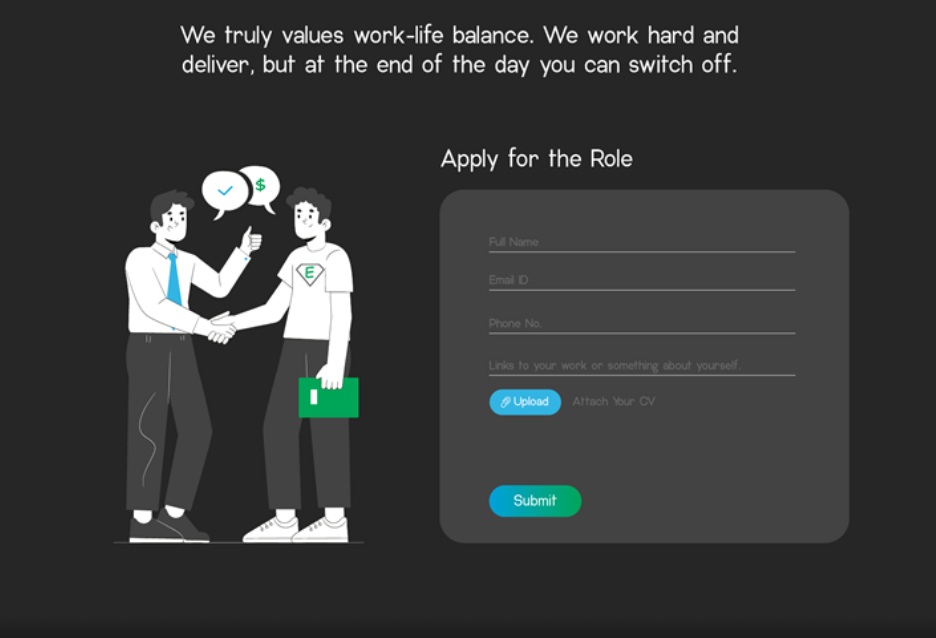 We truly values work-life balance. We work hard and
deliver, but at the end of the day you can switch off.
Apply for the Role
$
E
Full Name
Email ID
Phone No.
Links to your work or something about yourself.
Upload Attach Your CV
Submit